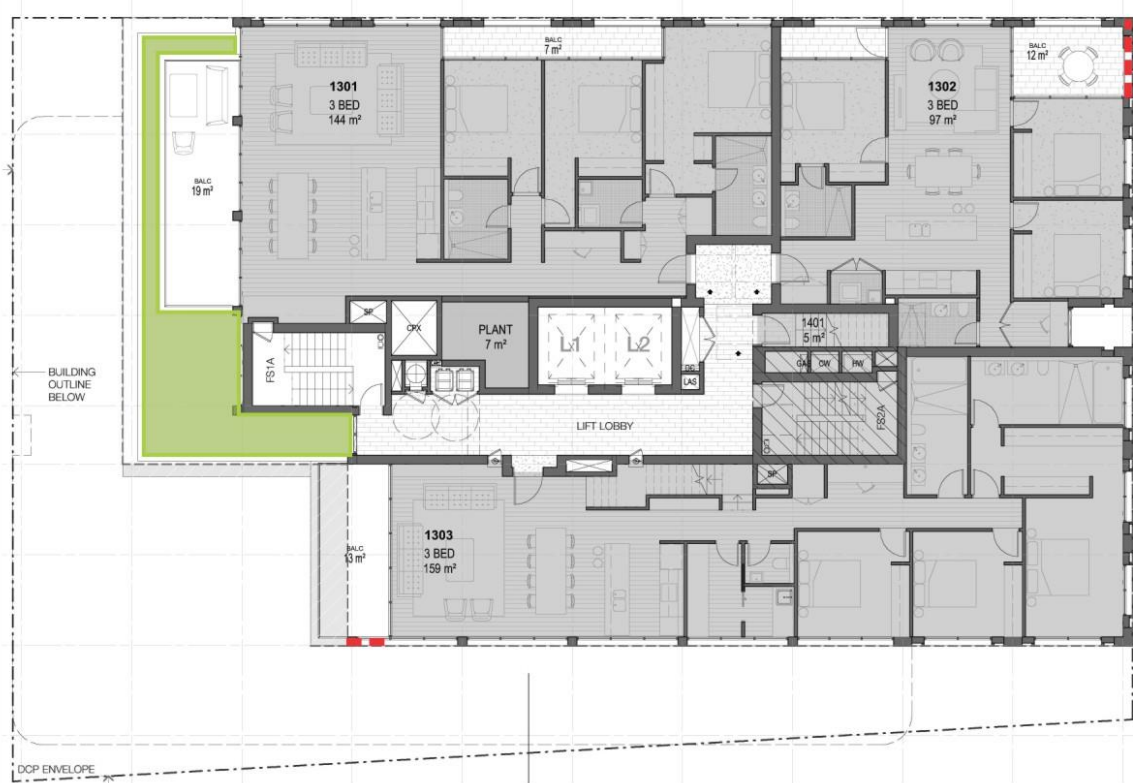 BALC
7 m²
BALC
12 m²
1301
3 BED
144 m²
1302
3 BED
97 m²
BALC
19 m²
SP
CPX
PLANT
7 m²
L1
L2
1401
5 m²
DC
LAS
GAS
CW
HW
FS1A
FS2A
BUILDING
OUTLINE
BELOW
LIFT LOBBY
SP
1303
3 BED
159 m²
BALC
13 m²
DCP ENVELOPE